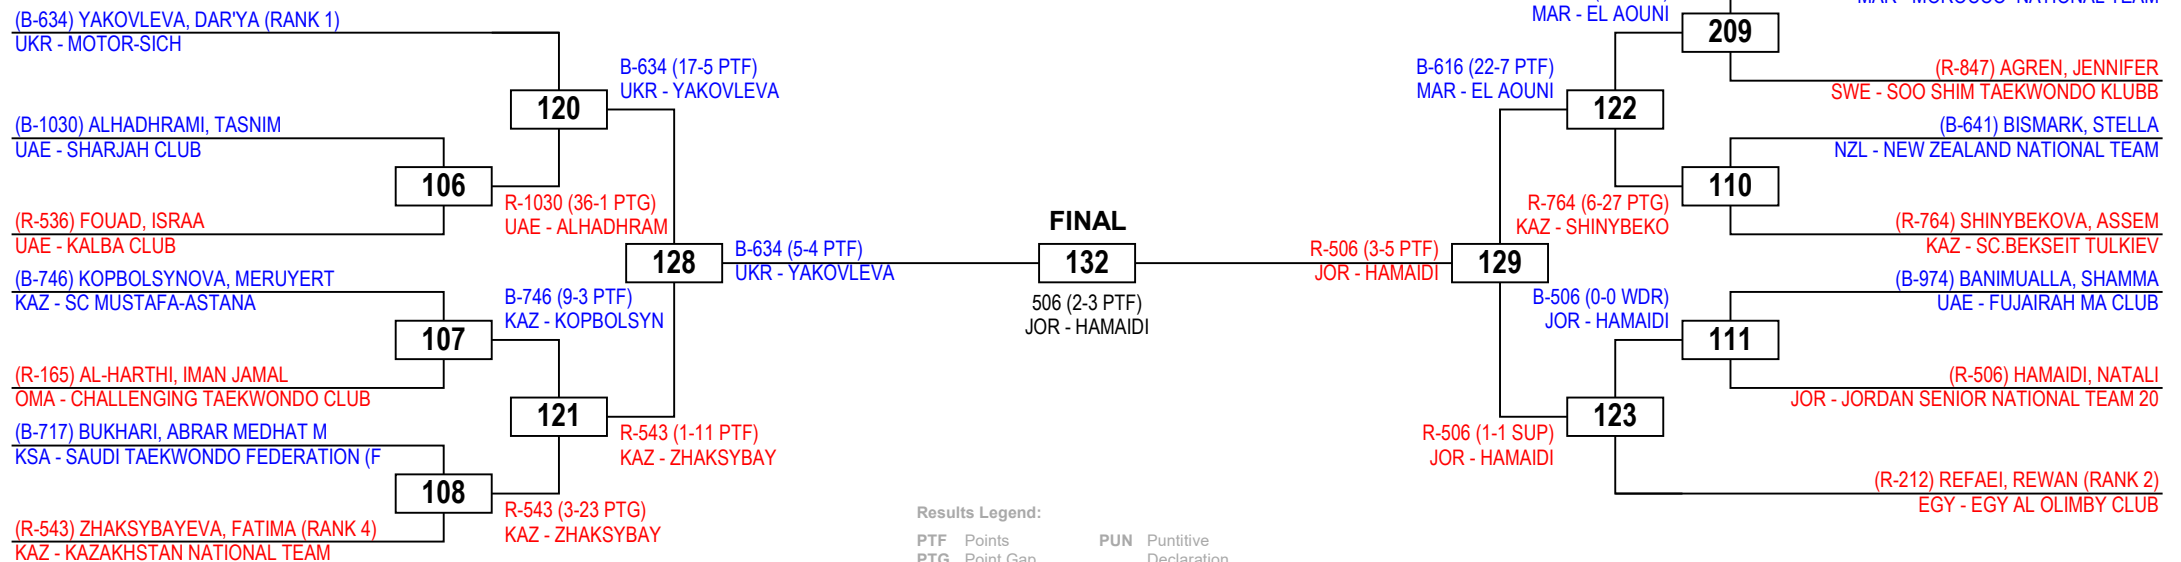 (B-634) YAKOVLEVA, DAR'YA (RANK 1)
UKR - MOTOR-SICH
120
B-634 (17-5 PTF)
UKR - YAKOVLEVA
(B-1030) ALHADHRAMI, TASNIM
UAE - SHARJAH CLUB
106
(R-536) FOUAD, ISRAA
UAE - KALBA CLUB
R-1030 (36-1 PTG)
UAE - ALHADHRAM
128
B-634 (5-4 PTF)
UKR - YAKOVLEVA
(B-746) KOPBOLSYNOVA, MERUYERT
KAZ - SC MUSTAFA-ASTANA
B-746 (9-3 PTF)
KAZ - KOPBOLSYN
107
(R-165) AL-HARTHI, IMAN JAMAL
OMA - CHALLENGING TAEKWONDO CLUB
121
R-543 (1-11 PTF)
KAZ - ZHAKSYBAY
(B-717) BUKHARI, ABRAR MEDHAT M
KSA - SAUDI TAEKWONDO FEDERATION (F
108
R-543 (3-23 PTG)
KAZ - ZHAKSYBAY
(R-543) ZHAKSYBAYEVA, FATIMA (RANK 4)
KAZ - KAZAKHSTAN NATIONAL TEAM
FINAL
132
506 (2-3 PTF)
JOR - HAMAIDI
MAR - EL AOUNI
MAR - MOROCCO NATIONAL TEAM
209
(R-847) AGREN, JENNIFER
SWE - SOO SHIM TAEKWONDO KLUBB
B-616 (22-7 PTF)
MAR - EL AOUNI
122
(B-641) BISMARK, STELLA
NZL - NEW ZEALAND NATIONAL TEAM
110
R-764 (6-27 PTG)
KAZ - SHINYBEKO
(R-764) SHINYBEKOVA, ASSEM
KAZ - SC.BEKSEIT TULKIEV
R-506 (3-5 PTF)
JOR - HAMAIDI
129
(B-974) BANIMUALLA, SHAMMA
UAE - FUJAIRAH MA CLUB
B-506 (0-0 WDR)
JOR - HAMAIDI
111
(R-506) HAMAIDI, NATALI
JOR - JORDAN SENIOR NATIONAL TEAM 20
123
R-506 (1-1 SUP)
JOR - HAMAIDI
(R-212) REFAEI, REWAN (RANK 2)
EGY - EGY AL OLIMBY CLUB
Results Legend:
PTF Points
PUN Puntitive
PTG Point Gap
Declaration